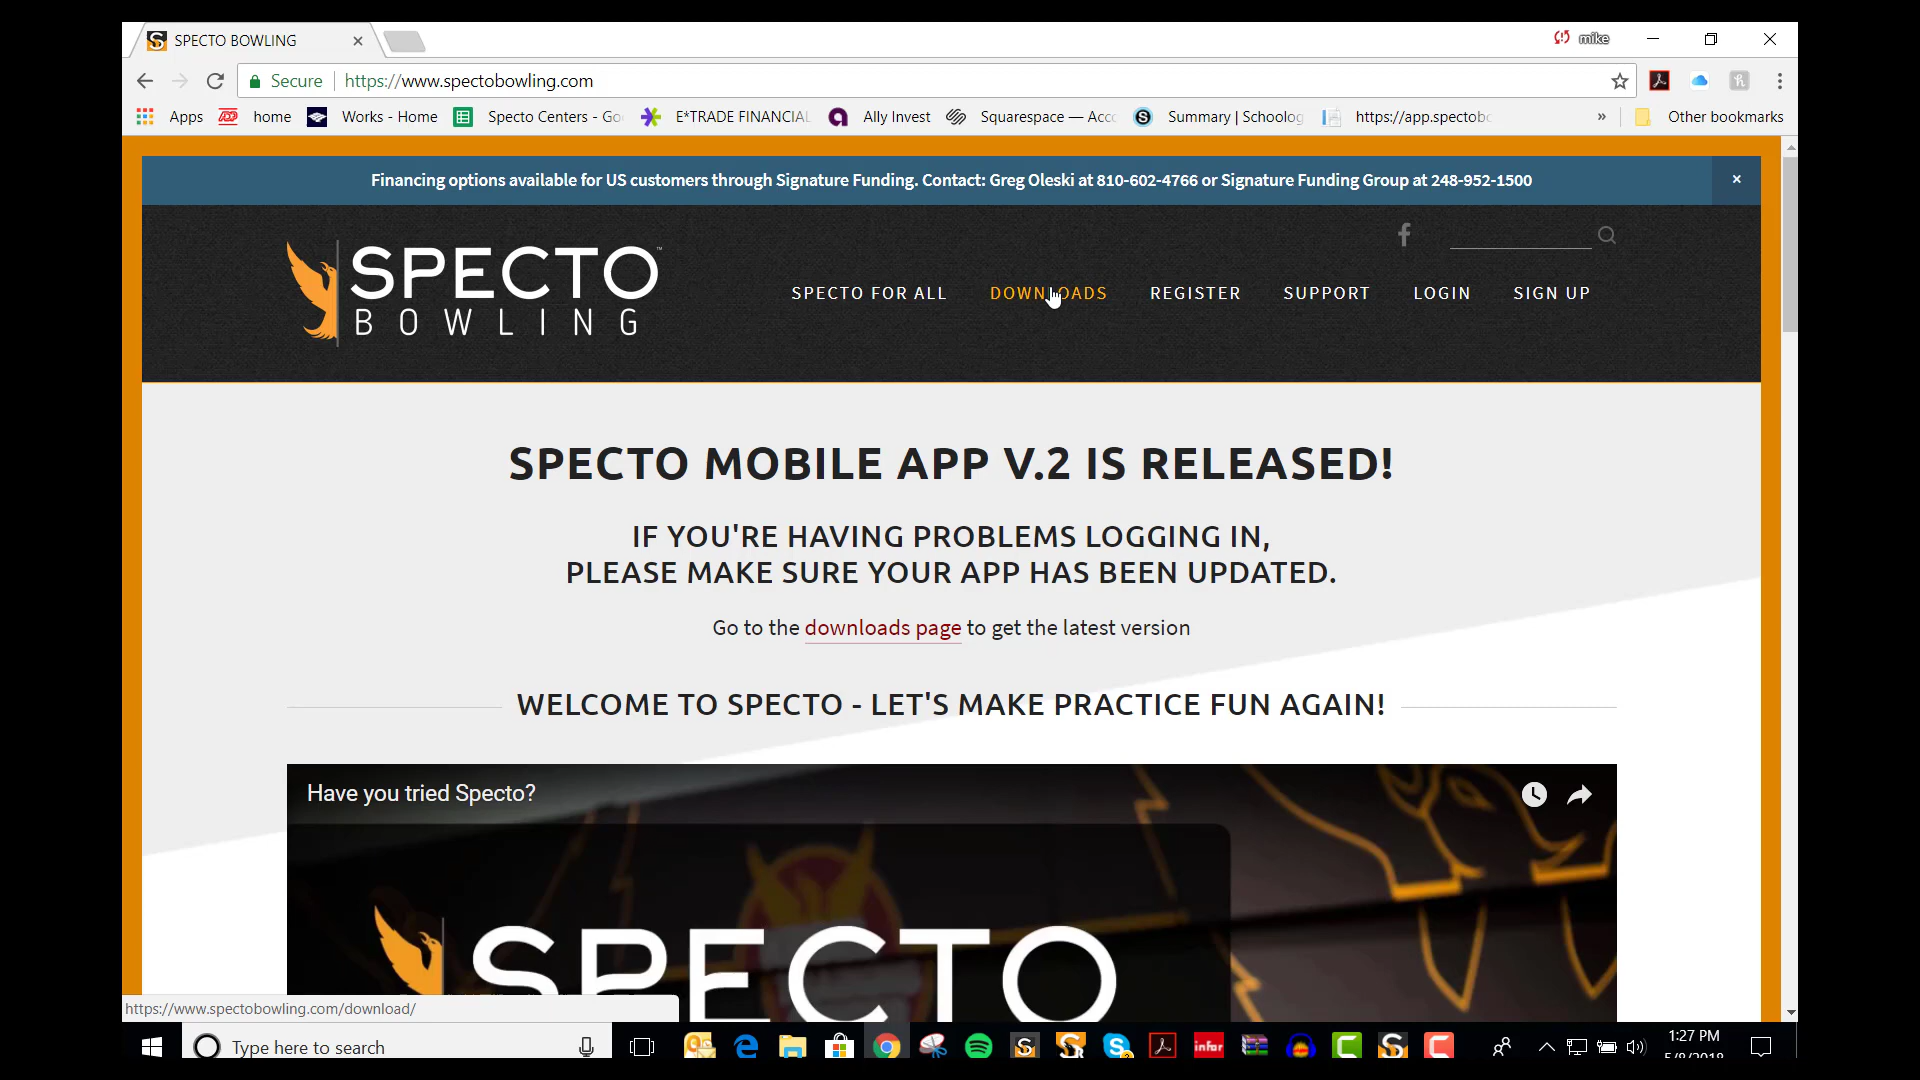 SPECTO BOWLING
mike
Secure https://www.spectobowling.com
Apps home Works - Home Specto Centers - Go E*TRADE FINANCIAL Ally Invest Squarespace — Acc Summary | Schoolog https://app.spectob » Other bookmarks
Financing options available for US customers through Signature Funding. Contact: Greg Oleski at 810-602-4766 or Signature Funding Group at 248-952-1500
SPECTO™
BOWLING
SPECTO FOR ALL DOWNLOADS REGISTER SUPPORT LOGIN SIGN UP
SPECTO MOBILE APP V.2 IS RELEASED!
IF YOU'RE HAVING PROBLEMS LOGGING IN,
PLEASE MAKE SURE YOUR APP HAS BEEN UPDATED.
Go to the downloads page to get the latest version
WELCOME TO SPECTO - LET'S MAKE PRACTICE FUN AGAIN!
Have you tried Specto?
SPECTO
https://www.spectobowling.com/download/
Type here to search
infor
1:27 PM
5/8/2018